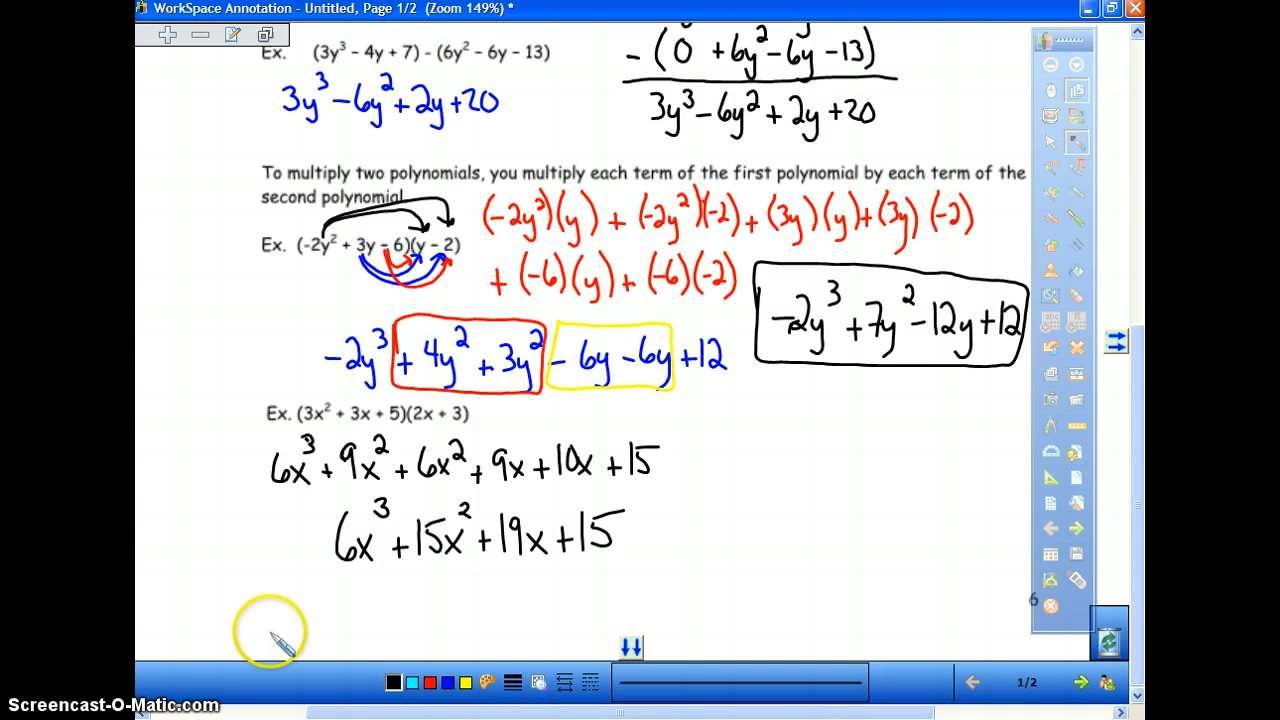 WorkSpace Annotation - Untitled, Page 1/2 (Zoom 149%) *
Ex. (3y³ – 4y + 7) - (6y² – 6y – 13)
- (0 + 6y² - 6y - 13)
3y³ - 6y² + 2y + 20
3y³ - 6y² + 2y + 20
To multiply two polynomials, you multiply each term of the first polynomial by each term of the
second polynomial.
(-2y²)(y) + (-2y²)(-2) + (3y)(y) + (3y)(-2)
Ex. (-2y² + 3y – 6)(y – 2)
+ (-6)(y) + (-6)(-2)
-2y³ + 7y² - 12y + 12
-2y³ + 4y² + 3y² - 6y - 6y + 12
Ex. (3x² + 3x + 5)(2x + 3)
6x³ + 9x² + 6x² + 9x + 10x + 15
6x³ + 15x² + 19x + 15
6
1/2
Screencast-O-Matic.com